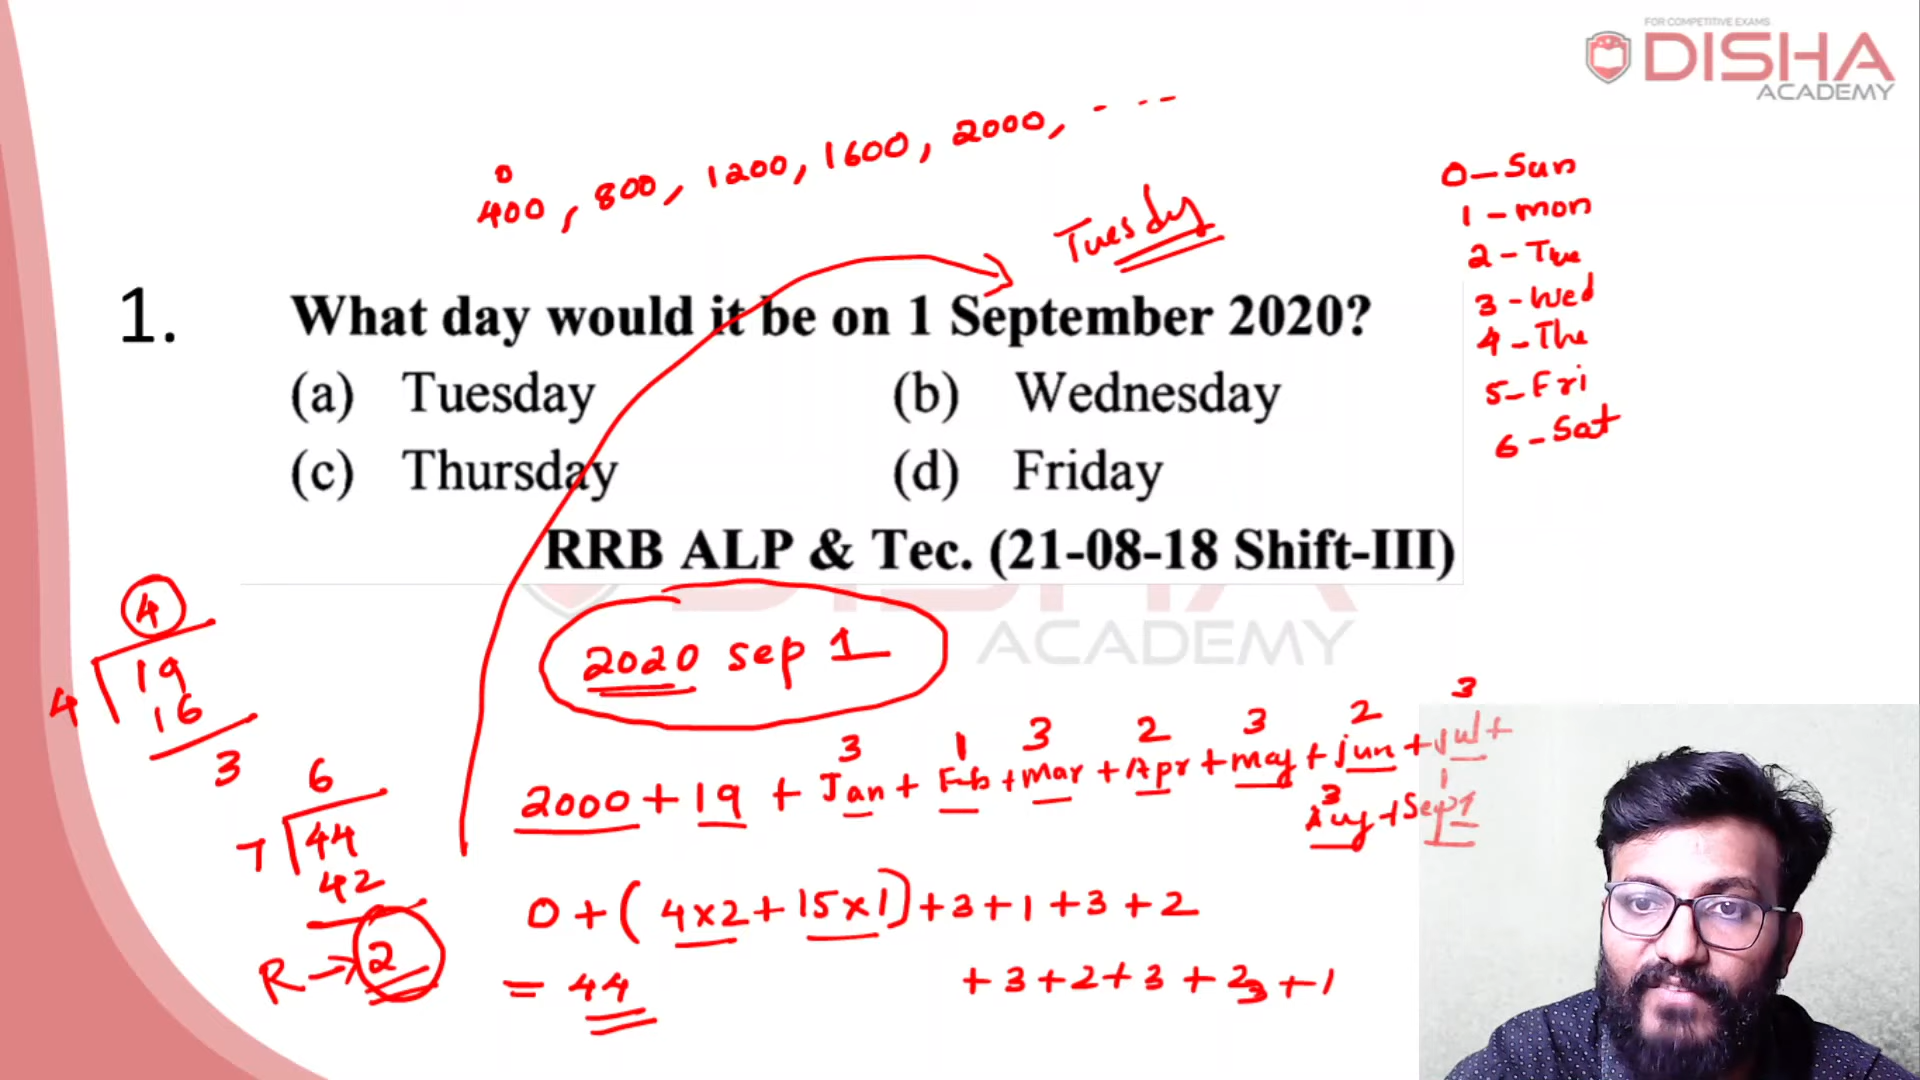 FOR COMPETITIVE EXAMS
DISHA
ACADEMY
0
400, 800, 1200, 1600, 2000, - - -
Tuesday
0 - Sun
1 - mon
2 - Tue
3 - Wed
4 - Thu
5 - Fri
6 - Sat
1. What day would it be on 1 September 2020?
(a) Tuesday (b) Wednesday
(c) Thursday (d) Friday
RRB ALP & Tec. (21-08-18 Shift-III)
ACADEMY
2020 sep 1
4
4 19
16
3
6
7 44
42
R → 2
3 1 3 2 3 2 3
2000 + 19 + Jan + Feb + Mar + Apr + may + jun + jul +
3 1
Aug + Sep 1
0 + ( 4x2 + 15x1 ) + 3 + 1 + 3 + 2
+ 3 + 2 + 3 + 3 + 1
= 44